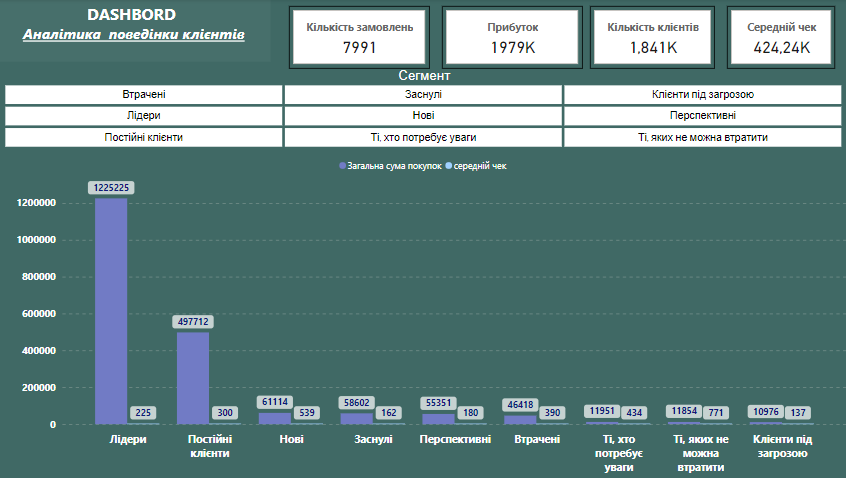 DASHBORD
Аналітика поведінки клієнтів
Кількість замовлень
7991
Прибуток
1979K
Кількість клієнтів
1,841K
Середній чек
424,24K
Сегмент
Втрачені
Заснулі
Клієнти під загрозою
Лідери
Нові
Перспективні
Постійні клієнти
Ті, хто потребує уваги
Ті, яких не можна втратити
Загальна сума покупок
середній чек
1200000
1000000
800000
600000
400000
200000
0
1225225
225
497712
300
61114
539
58602
162
55351
180
46418
390
11951
434
11854
771
10976
137
Лідери
Постійні
клієнти
Нові
Заснулі
Перспективні
Втрачені
Ті, хто
потребує
уваги
Ті, яких не
можна
втратити
Клієнти під
загрозою